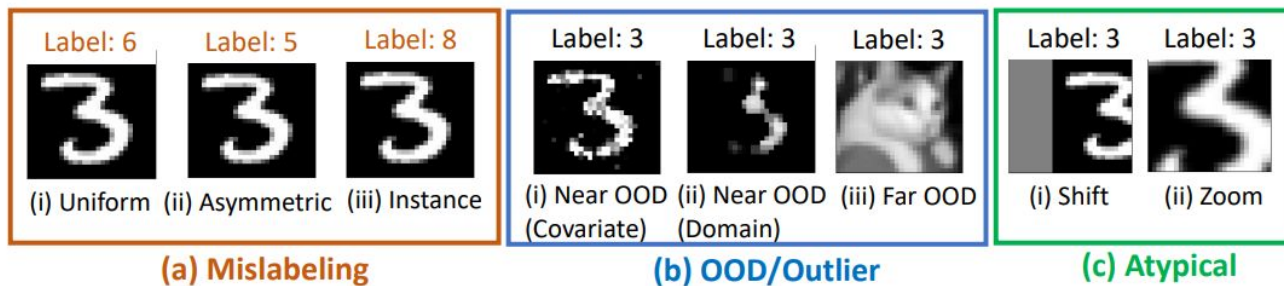 Label: 6 Label: 5 Label: 8
(i) Uniform (ii) Asymmetric (iii) Instance
(a) Mislabeling
Label: 3 Label: 3 Label: 3
(i) Near OOD (ii) Near OOD (iii) Far OOD
(Covariate) (Domain)
(b) OOD/Outlier
Label: 3 Label: 3
(i) Shift (ii) Zoom
(c) Atypical